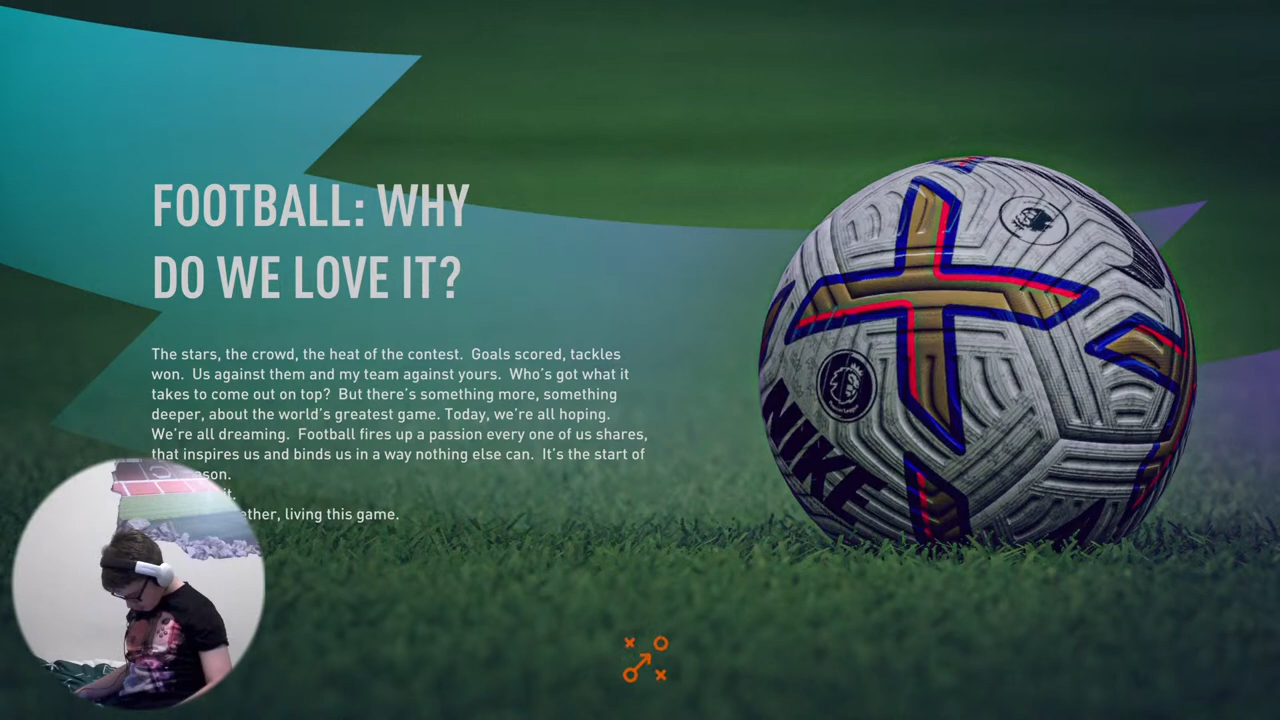 FOOTBALL: WHY
DO WE LOVE IT?
The stars, the crowd, the heat of the contest. Goals scored, tackles
won. Us against them and my team against yours. Who's got what it
takes to come out on top? But there's something more, something
deeper, about the world's greatest game. Today, we're all hoping.
We're all dreaming. Football fires up a passion every one of us shares,
that inspires us and binds us in a way nothing else can. It's the start of
living this game.
NIKE